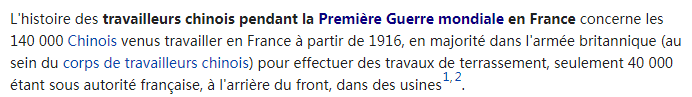 L'histoire des travailleurs chinois pendant la Première Guerre mondiale en France concerne les
140 000 Chinois venus travailler en France à partir de 1916, en majorité dans l'armée britannique (au
sein du corps de travailleurs chinois) pour effectuer des travaux de terrassement, seulement 40 000
étant sous autorité française, à l'arrière du front, dans des usines1,2.